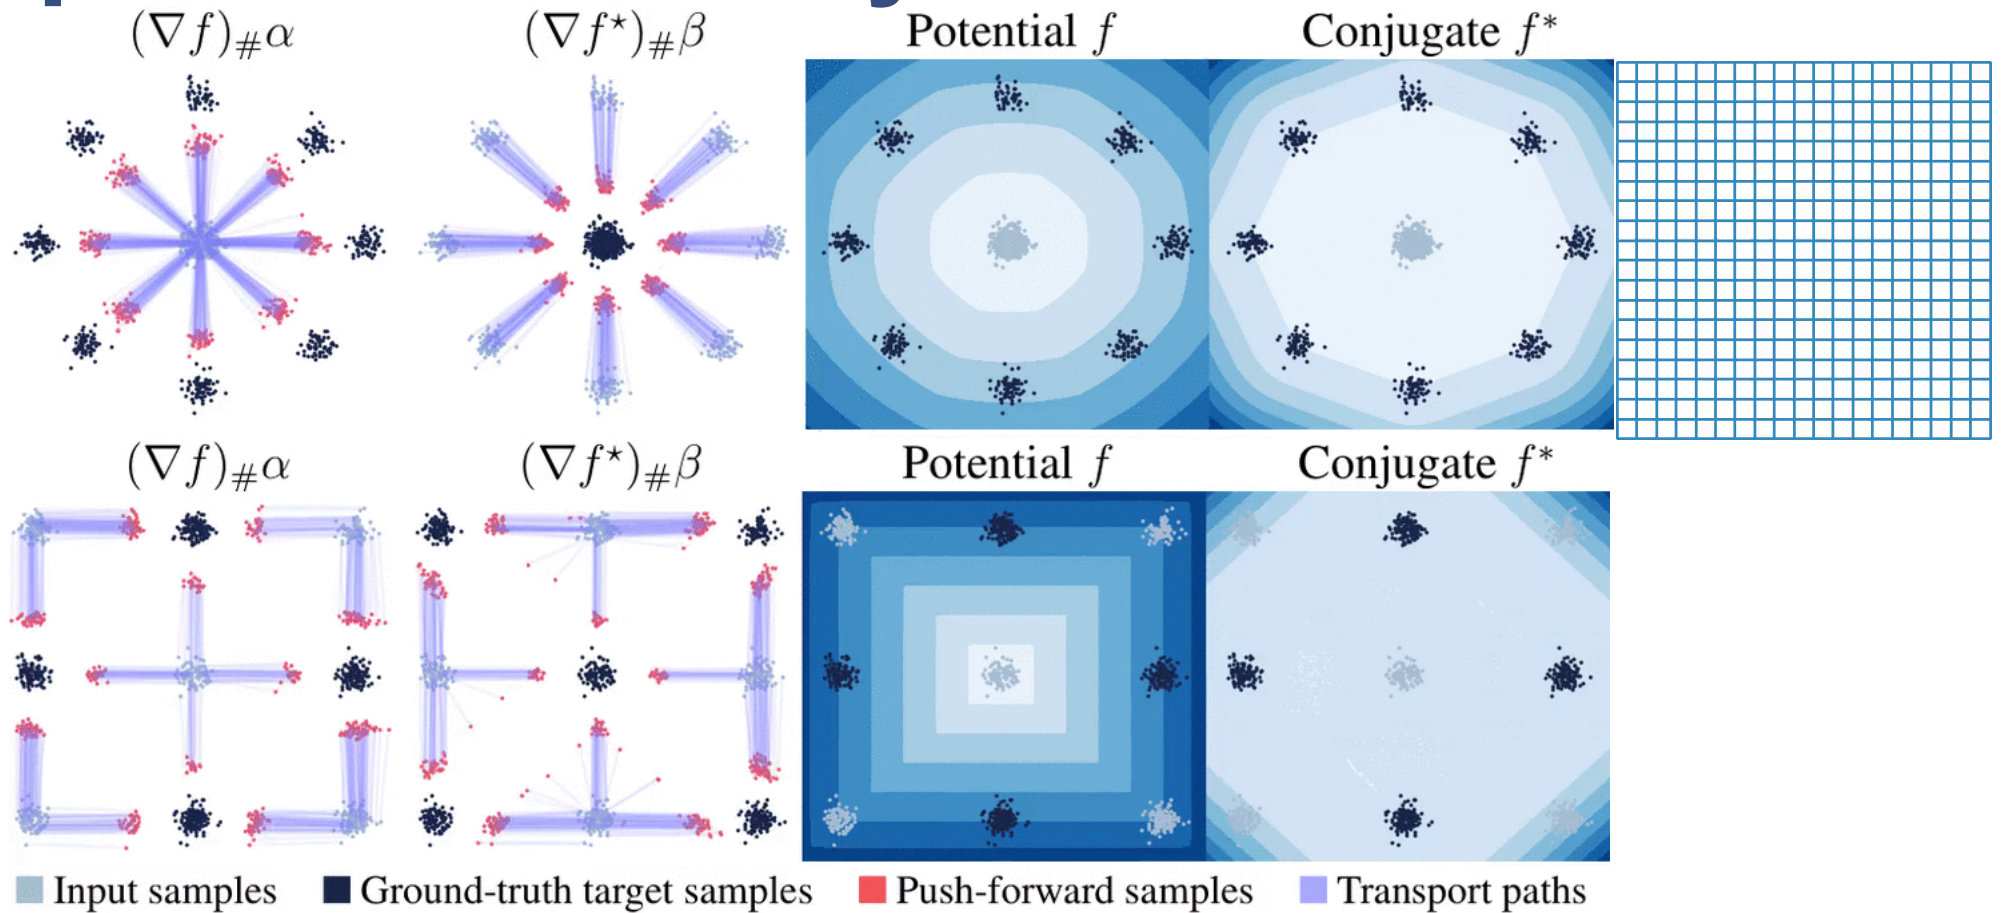 (∇f)#α (∇f⋆)#β Potential f Conjugate f*
(∇f)#α (∇f⋆)#β Potential f Conjugate f*
Input samples Ground-truth target samples Push-forward samples Transport paths